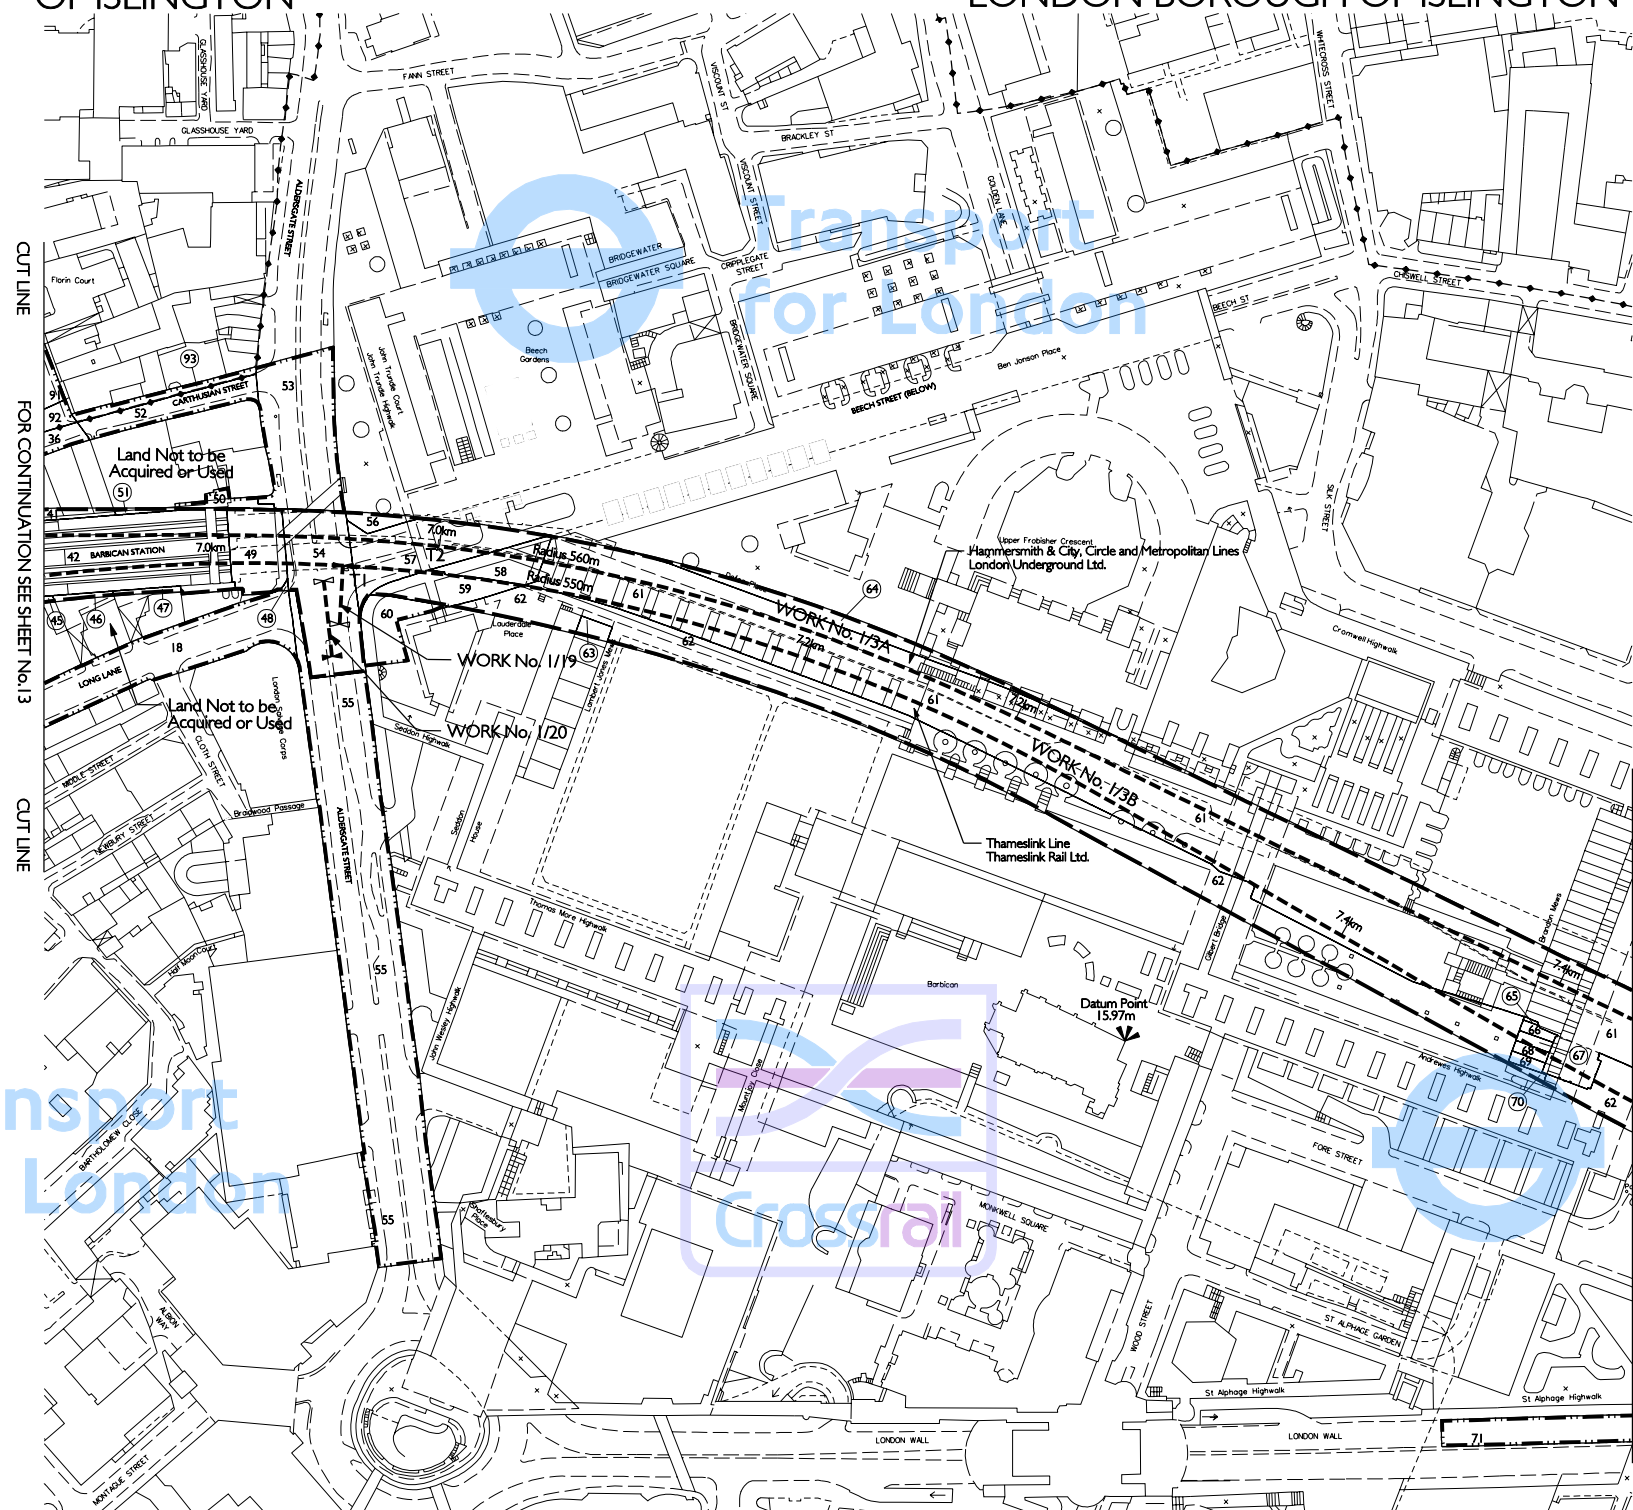 OF ISLINGTON
LONDON BOROUGH OF ISLINGTON
GLASSHOUSE YARD
FANN STREET
VISCOUNT ST
WHITECROSS STREET
GLASSHOUSE YARD
BRACKLEY ST
ALDERSGATE STREET
VISCOUNT STREET
GOLDEN LANE
Transport
for London
CUT LINE
Florin Court
BRIDGEWATER
BRIDGEWATER SQUARE
CRIPPLEGATE
STREET
CHISWELL STREET
BEECH ST
BRIDGEWATER SQUARE
Beech
Gardens
John Trundle Court
John Trundle Highwalk
Ben Jonson Place
BEECH STREET (BELOW)
93
53
91
92
52
CARTHUSIAN STREET
36
FOR CONTINUATION SEE SHEET No.13
Land Not to be
Acquired or Used
51
50
SILK STREET
41
42
BARBICAN STATION
7.0km
49
54
56
7.0km
57
58
59
Radius 560m
Radius 550m
61
62
64
Upper Frobisher Crescent
Hammersmith & City, Circle and Metropolitan Lines
London Underground Ltd.
45
46
47
48
60
Lauderdale
Place
63
62
WORK No. 1/3A
7.2km
Cromwell Highwalk
18
LONG LANE
WORK No. 1/19
Lambert Jones Mews
Land Not to be
Acquired or Used
55
WORK No. 1/20
Seddon Highwalk
61
7.2km
WORK No. 1/3B
CLOTH STREET
MIDDLE STREET
CUT LINE
Braidwood Passage
NEWBURY STREET
ALDERSGATE STREET
Seddon
House
61
Thameslink Line
Thameslink Rail Ltd.
62
Thomas More Highwalk
7.4km
Brandon Mews
Gilbert Bridge
Half Moon Court
55
7.4km
Barbican
Datum Point
15.97m
65
66
61
68
69
67
John Wesley Highwalk
Mountjoy Close
Andrewes Highwalk
70
62
nsport
London
BARTHOLOMEW CLOSE
FORE STREET
Crossrail
MONKWELL SQUARE
Shaftesbury
Place
55
ALBION
WAY
WOOD STREET
ST ALPHAGE GARDEN
St Alphage Highwalk
St Alphage Highwalk
LONDON WALL
LONDON WALL
71
MONTAGUE STREET